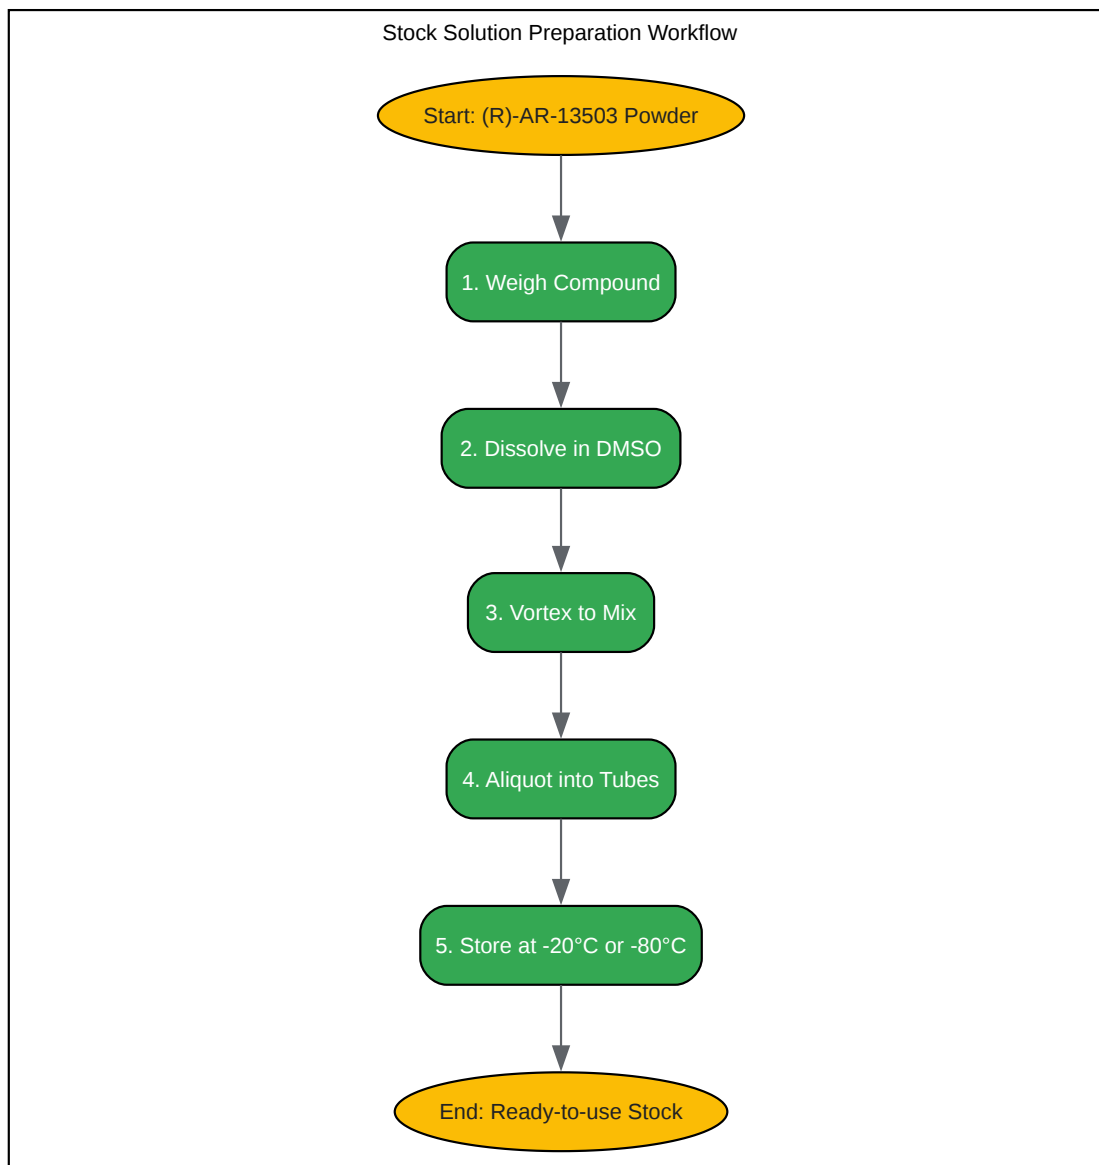 Stock Solution Preparation Workflow
Start: (R)-AR-13503 Powder
1. Weigh Compound
2. Dissolve in DMSO
3. Vortex to Mix
4. Aliquot into Tubes
5. Store at -20°C or -80°C
End: Ready-to-use Stock